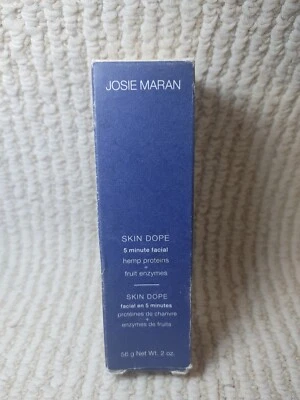 JOSIE MARAN
SKIN DOPE
5 minute facial
hemp proteins
+
fruit enzymes
SKIN DOPE
facial en 5 minutes
protéines de chanvre
+
enzymes de fruits
56 g Net Wt. 2 oz.